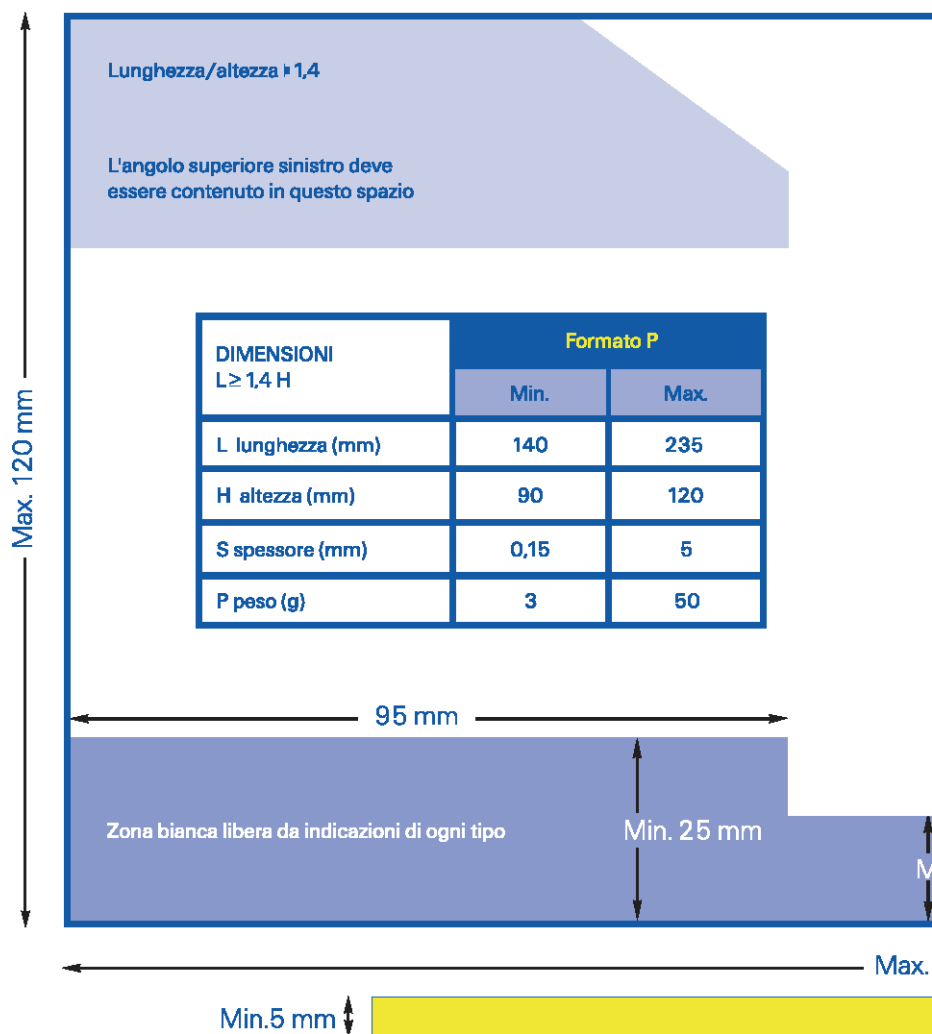 Lunghezza/altezza 1,4
L'angolo superiore sinistro deve
essere contenuto in questo spazio
Max. 120 mm
DIMENSIONI
L ≥ 1,4 H
Formato P
Min. Max.
L lunghezza (mm) 140 235
H altezza (mm) 90 120
S spessore (mm) 0,15 5
P peso (g) 3 50
95 mm
Zona bianca libera da indicazioni di ogni tipo
Min. 25 mm
Max.
Min.5 mm